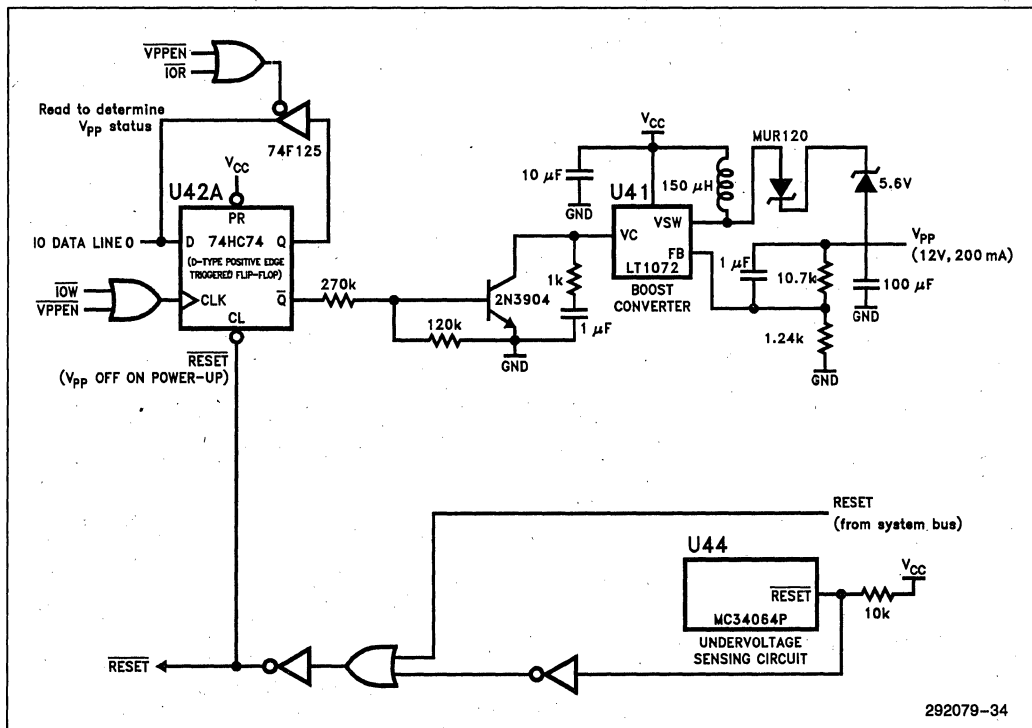 VPPEN
IOR
Read to determine
VPP status
74F125
VCC
U42A
PR
IO DATA LINE 0
D 74HC74 Q
(D-TYPE POSITIVE EDGE
TRIGGERED FLIP-FLOP)
IOW
VPPEN
CLK
Q
CL
RESET
(VPP OFF ON POWER-UP)
270k
120k
2N3904
GND
1k
1 μF
10 μF
GND
VCC
U41
150 μH
VC
VSW
FB
LT1072
BOOST
CONVERTER
MUR120
5.6V
1 μF
10.7k
VPP
(12V, 200 mA)
100 μF
GND
1.24k
GND
RESET
(from system bus)
U44
VCC
RESET
10k
MC34064P
UNDERVOLTAGE
SENSING CIRCUIT
RESET
292079-34